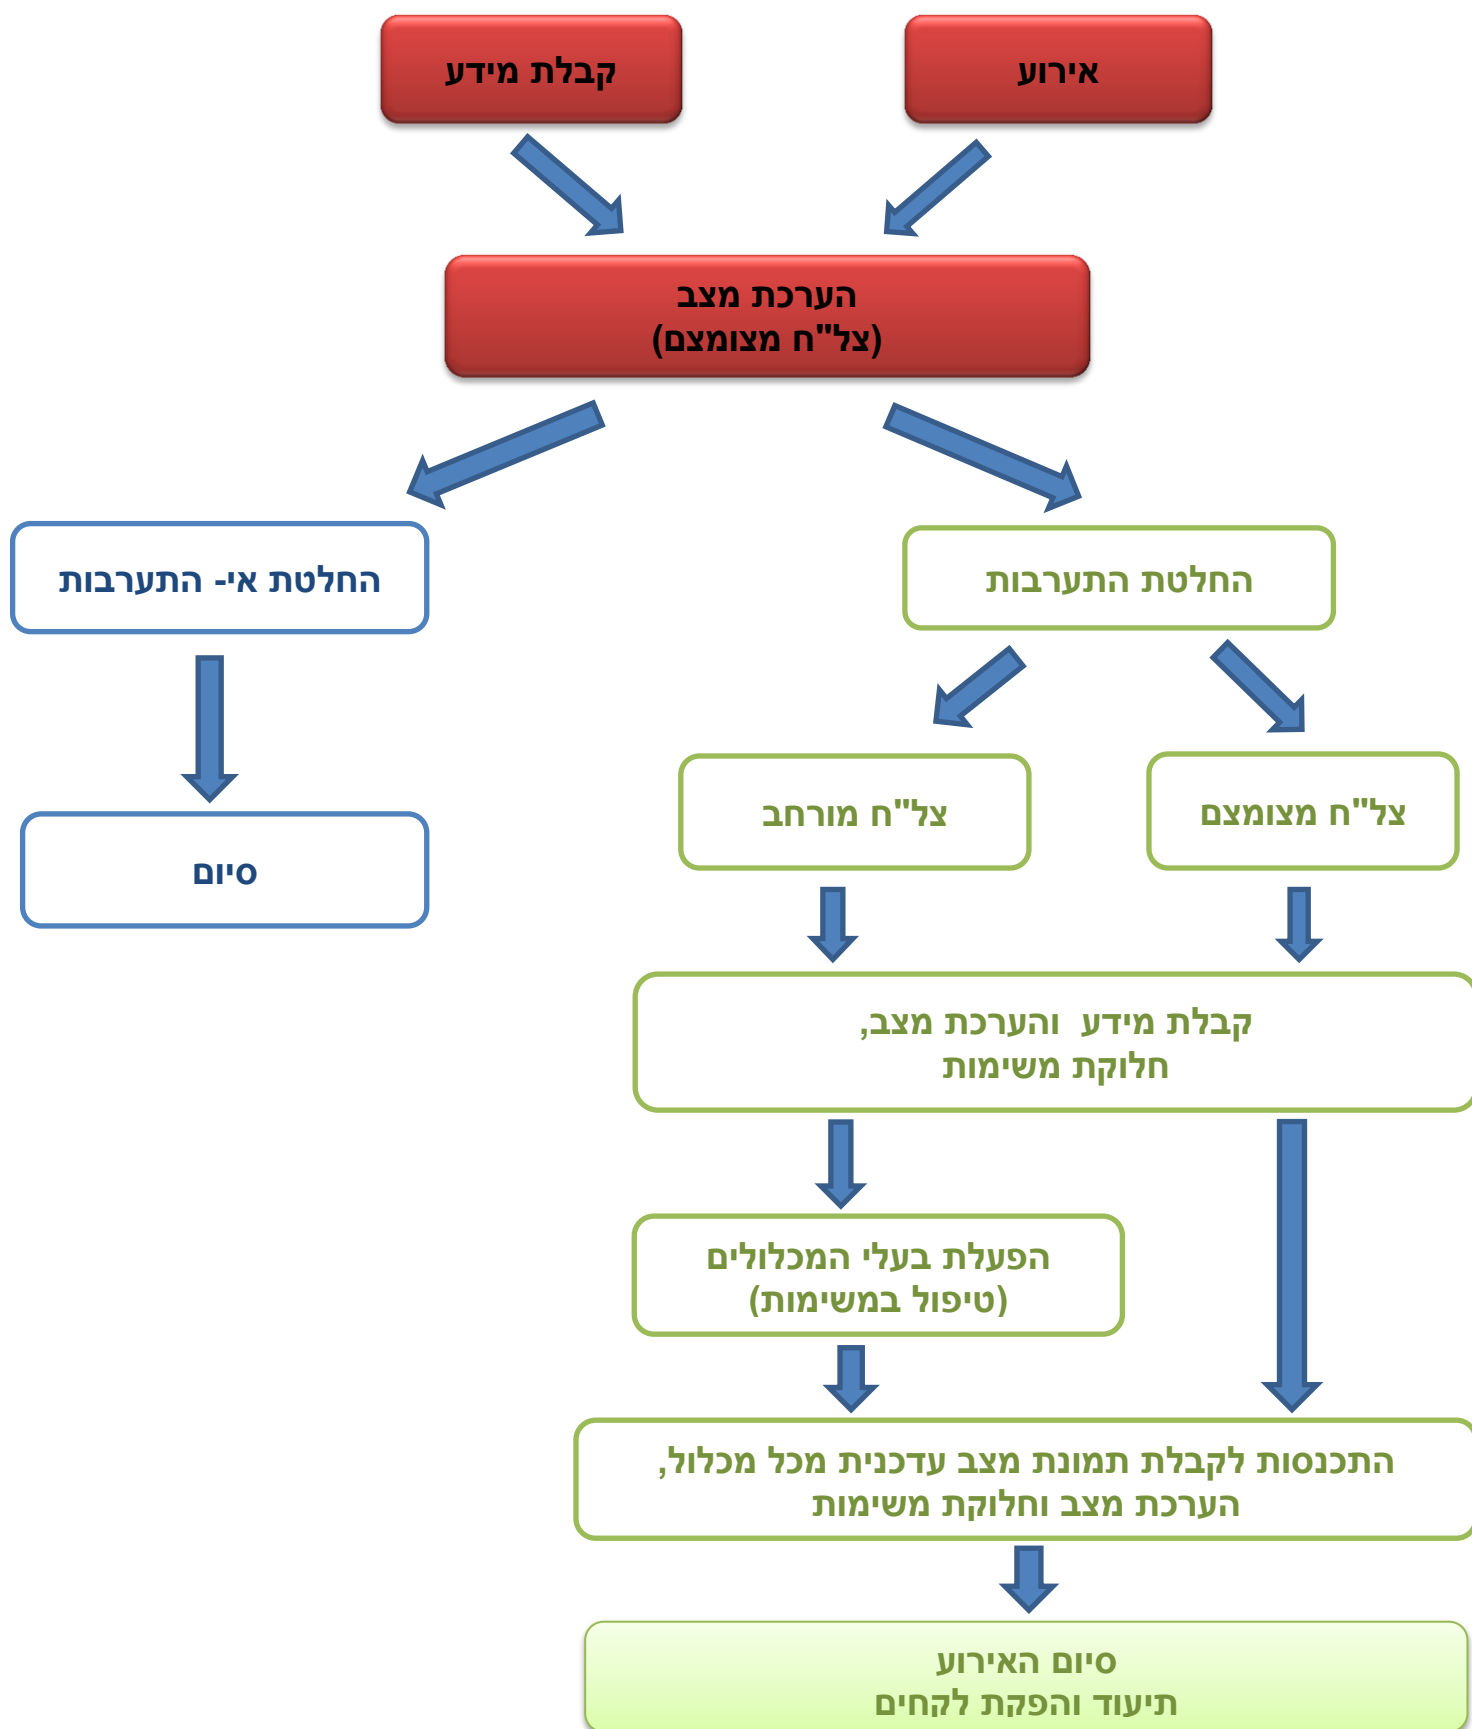 אירוע
קבלת מידע
הערכת מצב
(צל"ח מצומצם)
החלטת התערבות
החלטת אי- התערבות
צל"ח מצומצם
צל"ח מורחב
סיום
קבלת מידע והערכת מצב,
חלוקת משימות
הפעלת בעלי המכלולים
(טיפול במשימות)
התכנסות לקבלת תמונת מצב עדכנית מכל מכלול,
הערכת מצב וחלוקת משימות
סיום האירוע
תיעוד והפקת לקחים